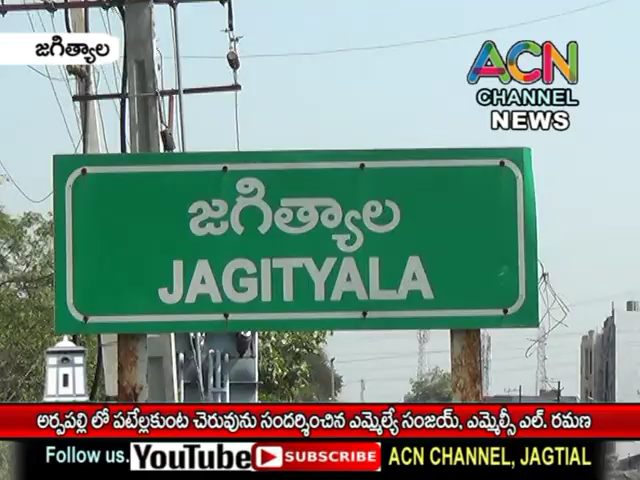 జగిత్యాల
ACN
CHANNEL
NEWS
జగిత్యాల
JAGITYALA
అర్పపల్లి లో పటేల్లకుంట చెరువును సందర్శించిన ఎమ్మెల్యే సంజయ్, ఎమ్మెల్సీ ఎల్. రమణ
Follow us. YouTube SUBSCRIBE ACN CHANNEL, JAGTIAL